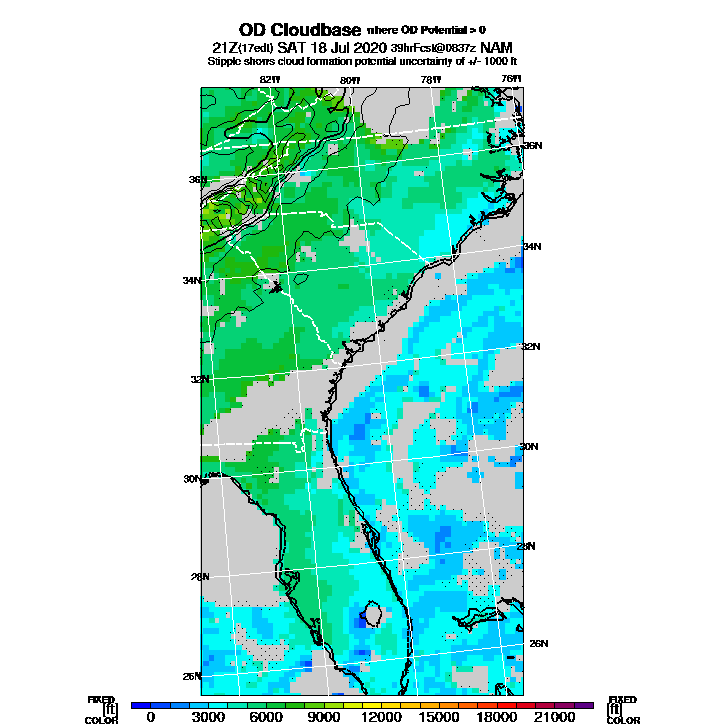 OD Cloudbase where OD Potential > 0
21Z(17edt) SAT 18 Jul 2020 39hrFcst@0837z NAM
Stipple shows cloud formation potential uncertainty of +/- 1000 ft
82W 80W 78W 76W
36N
36N
34N
34N
32N
32N
30N
30N
28N
28N
26N
26N
FIXED FIXED
[ft] 0 3000 6000 9000 12000 15000 18000 21000 [ft]
COLOR COLOR